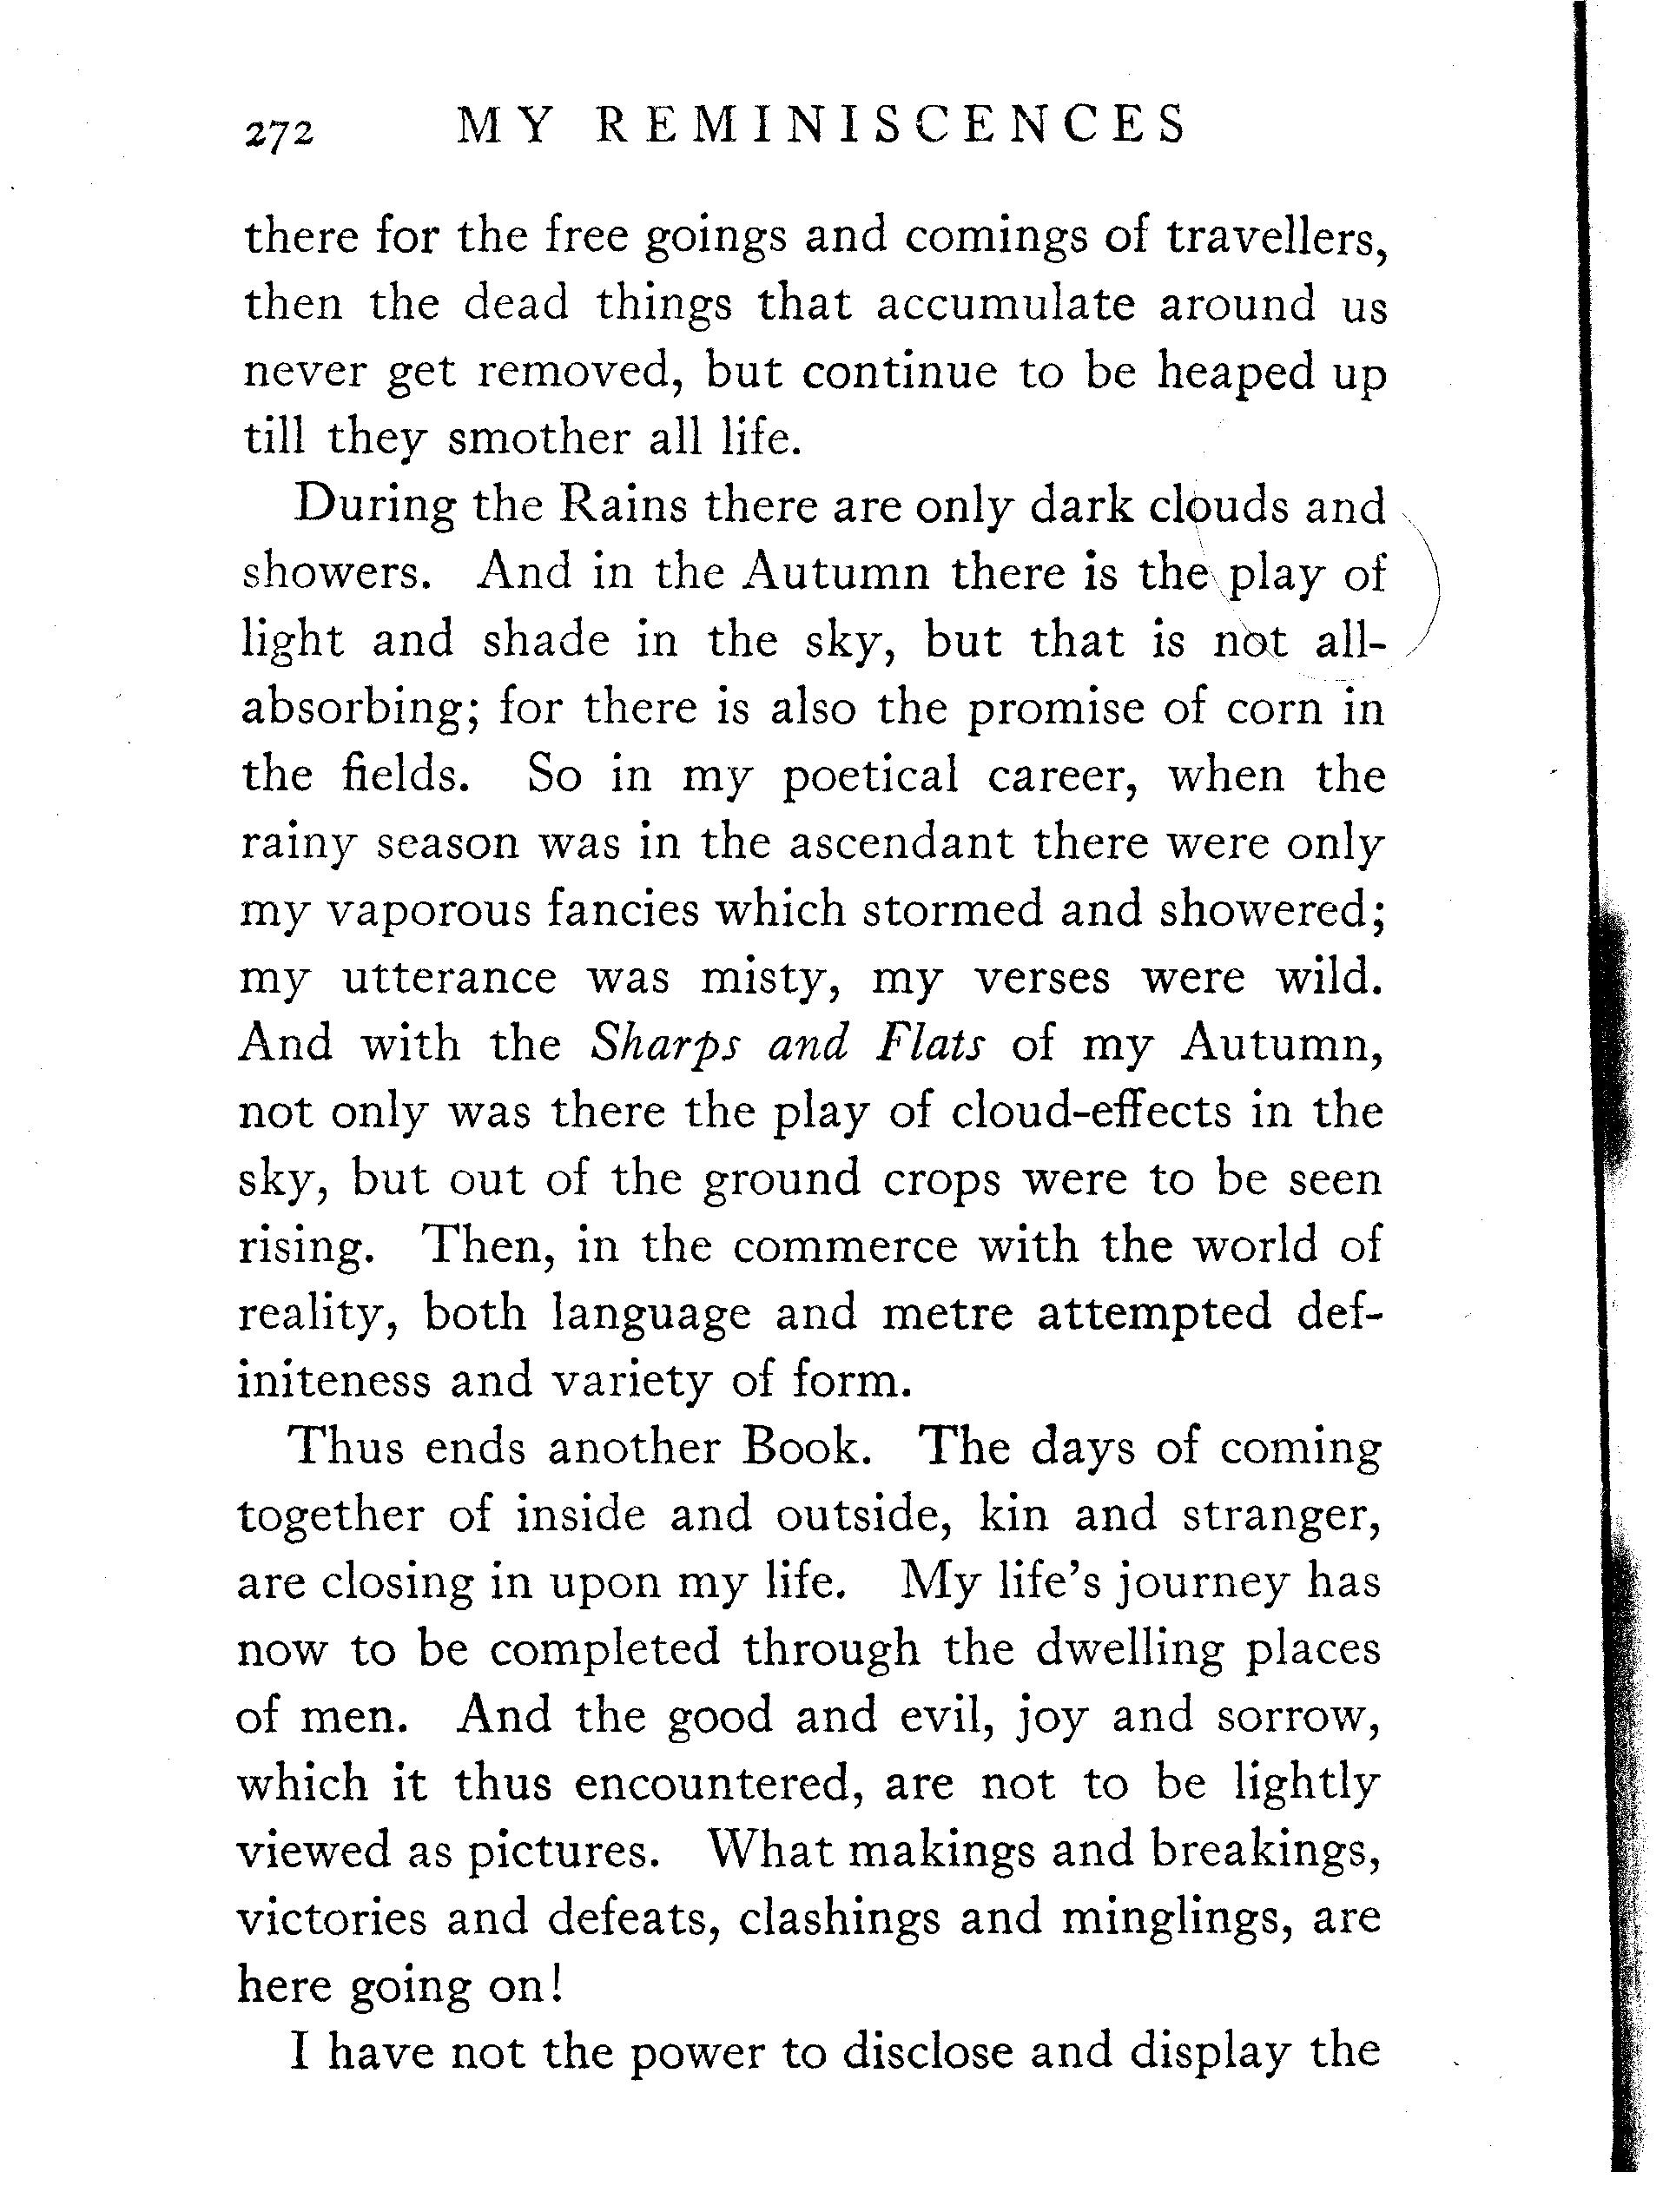 272 MY REMINISCENCES
there for the free goings and comings of travellers,
then the dead things that accumulate around us
never get removed, but continue to be heaped up
till they smother all life.
During the Rains there are only dark clouds and
showers. And in the Autumn there is the play of
light and shade in the sky, but that is not all-
absorbing; for there is also the promise of corn in
the fields. So in my poetical career, when the
rainy season was in the ascendant there were only
my vaporous fancies which stormed and showered;
my utterance was misty, my verses were wild.
And with the Sharps and Flats of my Autumn,
not only was there the play of cloud-effects in the
sky, but out of the ground crops were to be seen
rising. Then, in the commerce with the world of
reality, both language and metre attempted def-
initeness and variety of form.
Thus ends another Book. The days of coming
together of inside and outside, kin and stranger,
are closing in upon my life. My life's journey has
now to be completed through the dwelling places
of men. And the good and evil, joy and sorrow,
which it thus encountered, are not to be lightly
viewed as pictures. What makings and breakings,
victories and defeats, clashings and minglings, are
here going on!
I have not the power to disclose and display the